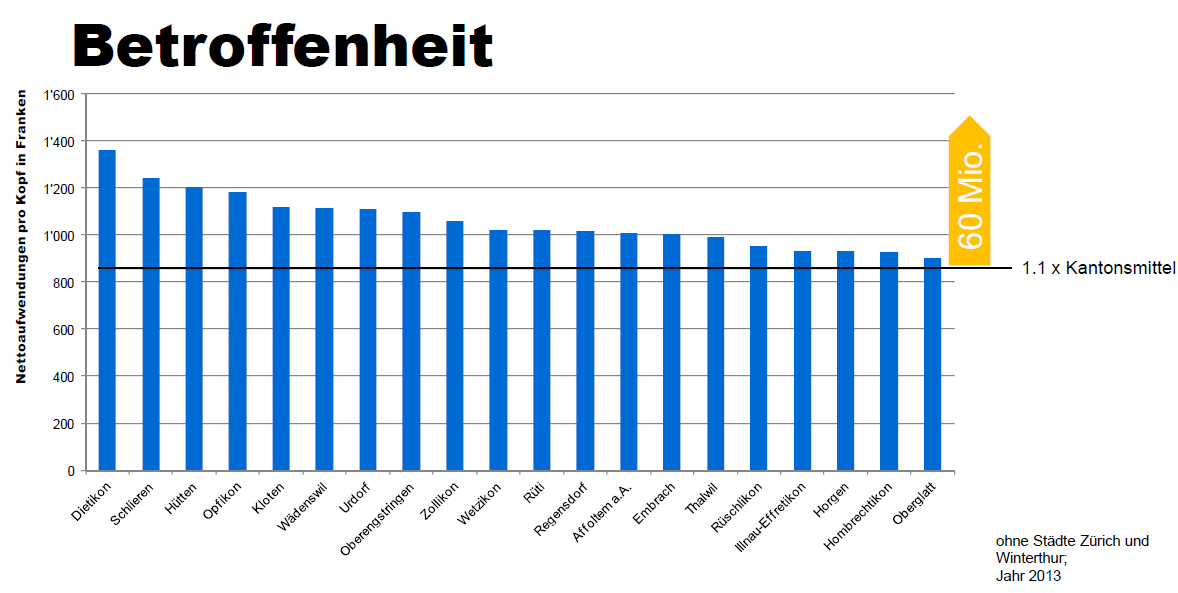 Betroffenheit
Nettoaufwendungen pro Kopf in Franken
1'600
1'400
1'200
1'000
800
600
400
200
0
60 Mio.
1.1 x Kantonsmittel
Dietikon
Schlieren
Hütten
Opfikon
Kloten
Wädenswil
Urdorf
Oberengstringen
Zollikon
Wetzikon
Rüti
Regensdorf
Affoltern a.A.
Embrach
Thalwil
Rüschlikon
Illnau-Effretikon
Horgen
Hombrechtikon
Oberglatt
ohne Städte Zürich und
Winterthur;
Jahr 2013